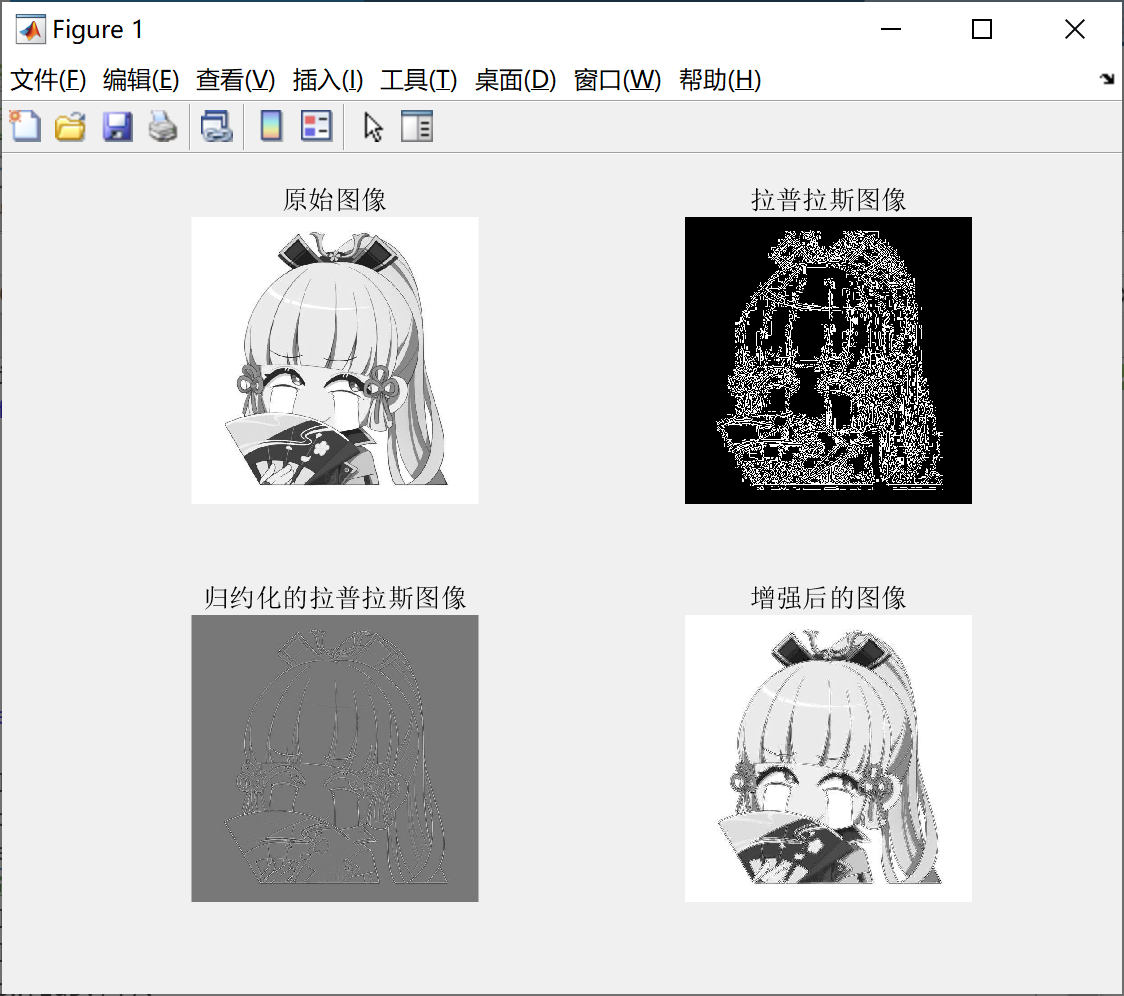 Figure 1
文件(F) 编辑(E) 查看(V) 插入(I) 工具(T) 桌面(D) 窗口(W) 帮助(H)
原始图像
拉普拉斯图像
归约化的拉普拉斯图像
增强后的图像